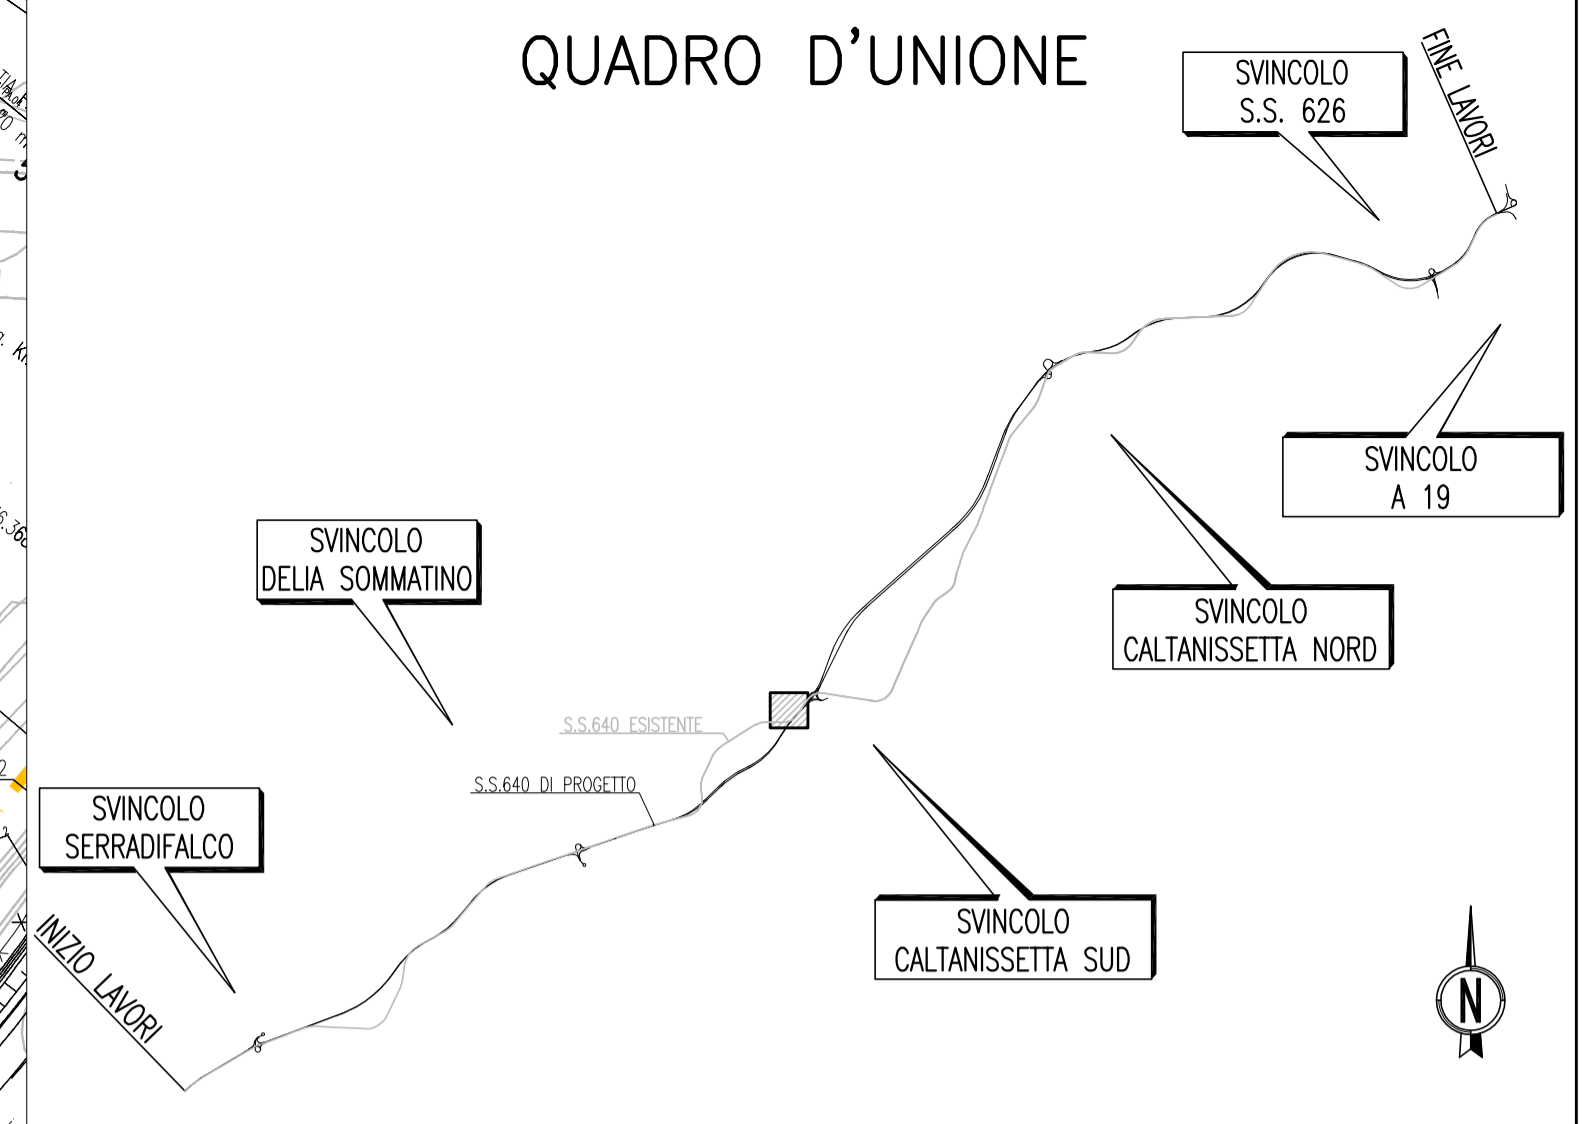 QUADRO D'UNIONE
SVINCOLO
S.S. 626
FINE LAVORI
SVINCOLO
A 19
SVINCOLO
DELIA SOMMATINO
SVINCOLO
CALTANISSETTA NORD
S.S.640 ESISTENTE
S.S.640 DI PROGETTO
SVINCOLO
SERRADIFALCO
SVINCOLO
CALTANISSETTA SUD
INIZIO LAVORI
N